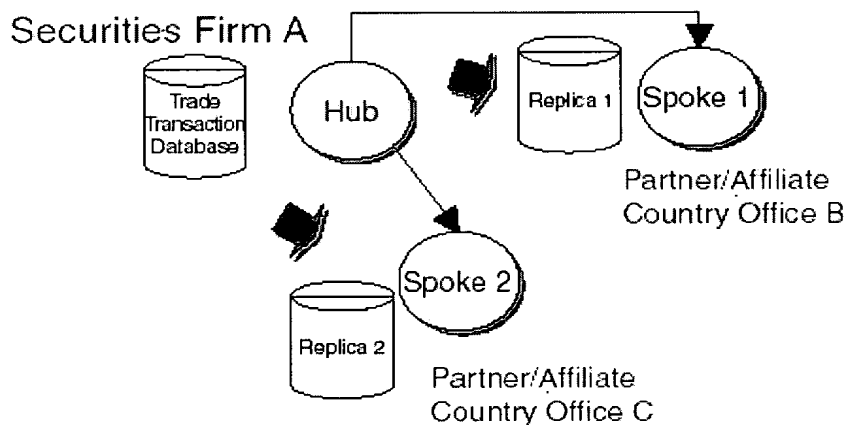 Securities Firm A
Trade
Transaction
Database
Hub
Replica 1
Spoke 1
Partner/Affiliate
Country Office B
Spoke 2
Replica 2
Partner/Affiliate
Country Office C